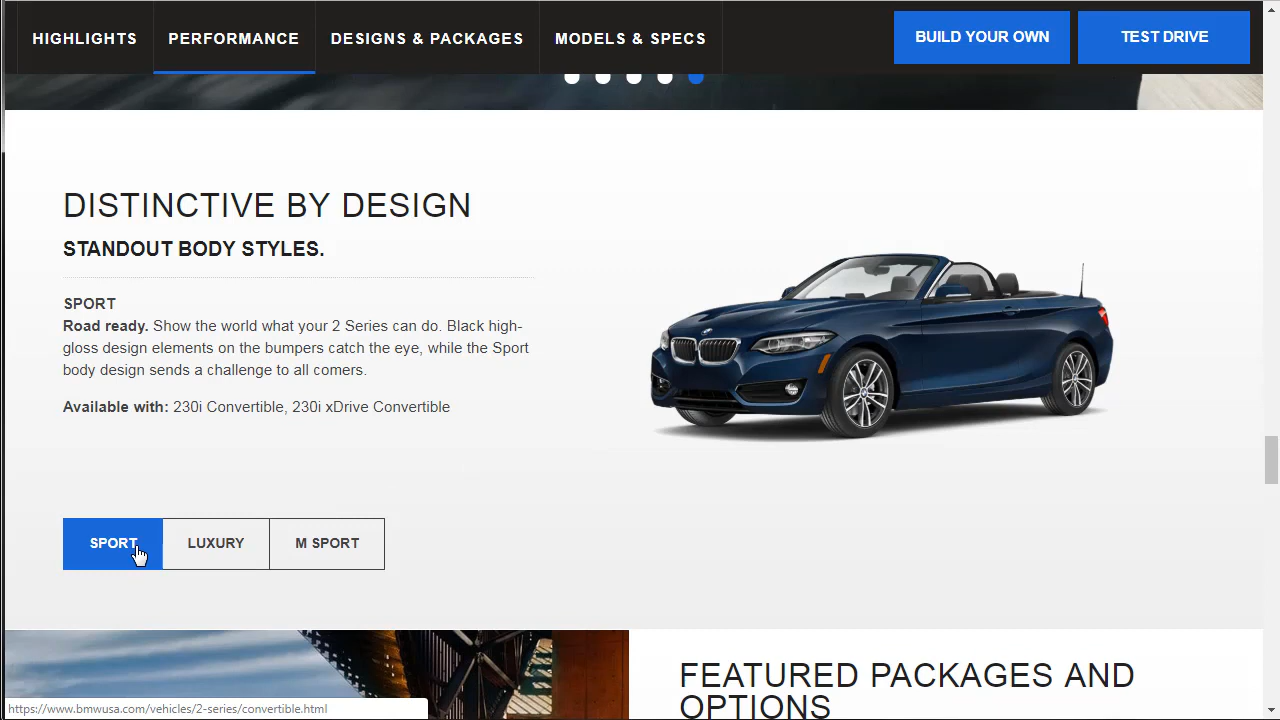 HIGHLIGHTS PERFORMANCE DESIGNS & PACKAGES MODELS & SPECS BUILD YOUR OWN TEST DRIVE
DISTINCTIVE BY DESIGN
STANDOUT BODY STYLES.
SPORT
Road ready. Show the world what your 2 Series can do. Black high-
gloss design elements on the bumpers catch the eye, while the Sport
body design sends a challenge to all comers.
Available with: 230i Convertible, 230i xDrive Convertible
SPORT LUXURY M SPORT
FEATURED PACKAGES AND
OPTIONS
https://www.bmwusa.com/vehicles/2-series/convertible.html